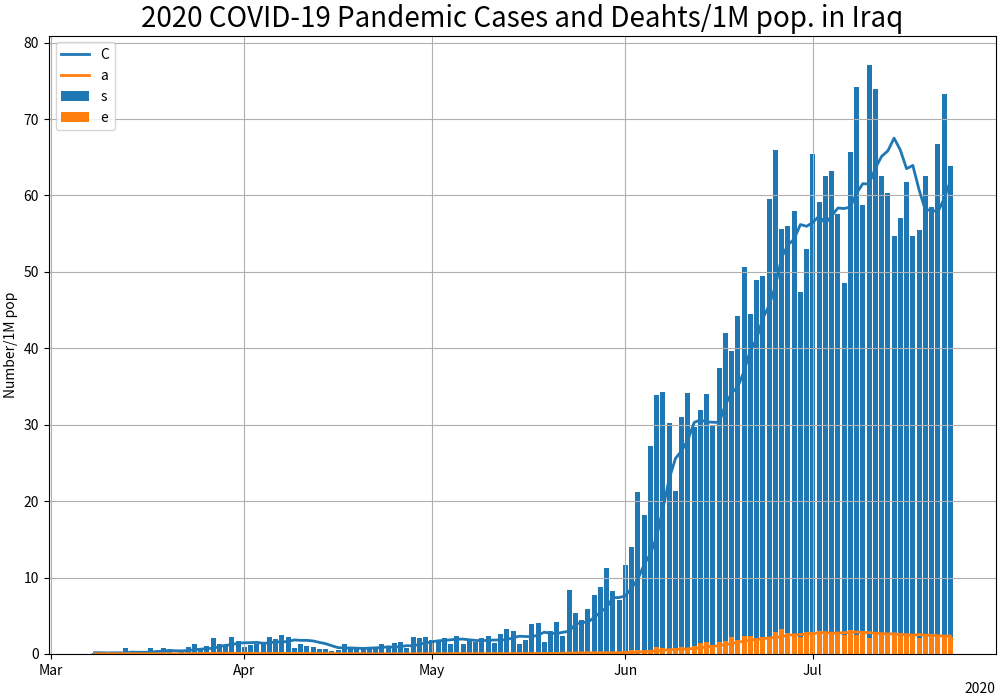 2020 COVID-19 Pandemic Cases and Deahts/1M pop. in Iraq
80
70
60
50
40
30
20
10
0
Number/1M pop
C
a
s
e
Mar
Apr
May
Jun
Jul
2020